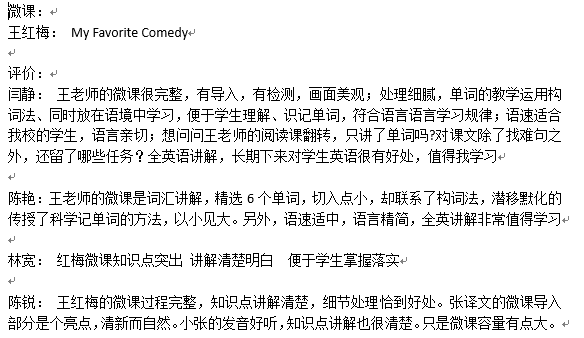 微课：
王红梅： My Favorite Comedy
评价：
闫静： 王老师的微课很完整，有导入，有检测，画面美观；处理细腻，单词的教学运用构
词法、同时放在语境中学习，便于学生理解、识记单词，符合语言语言学习规律；语速适合
我校的学生，语言亲切；想问问王老师的阅读课翻转，只讲了单词吗?对课文除了找难句之
外，还留了哪些任务？全英语讲解，长期下来对学生英语很有好处，值得我学习
陈艳：王老师的微课是词汇讲解，精选 6 个单词，切入点小，却联系了构词法，潜移默化的
传授了科学记单词的方法，以小见大。另外，语速适中，语言精简，全英讲解非常值得学习
林宽： 红梅微课知识点突出 讲解清楚明白 便于学生掌握落实
陈锐： 王红梅的微课过程完整，知识点讲解清楚，细节处理恰到好处。张译文的微课导入
部分是个亮点，清新而自然。小张的发音好听，知识点讲解也很清楚。只是微课容量有点大。